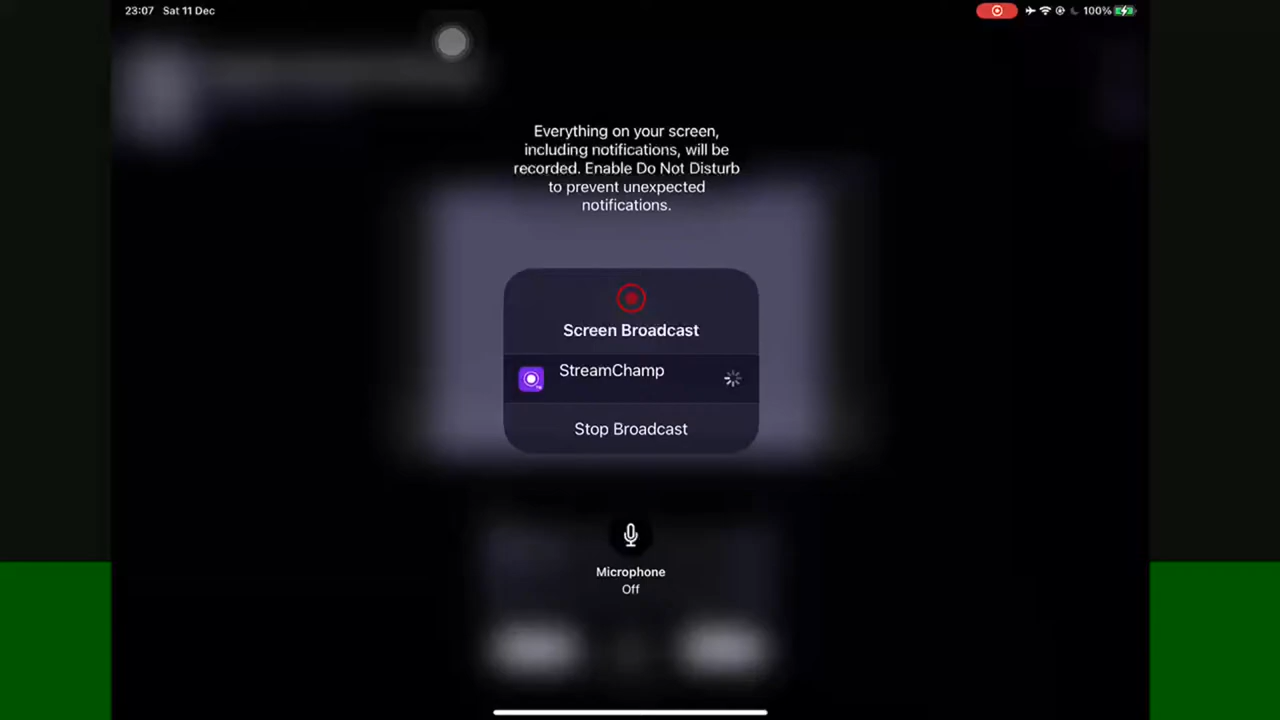 23:07 Sat 11 Dec
100%
Everything on your screen,
including notifications, will be
recorded. Enable Do Not Disturb
to prevent unexpected
notifications.
Screen Broadcast
StreamChamp
Stop Broadcast
Microphone
Off